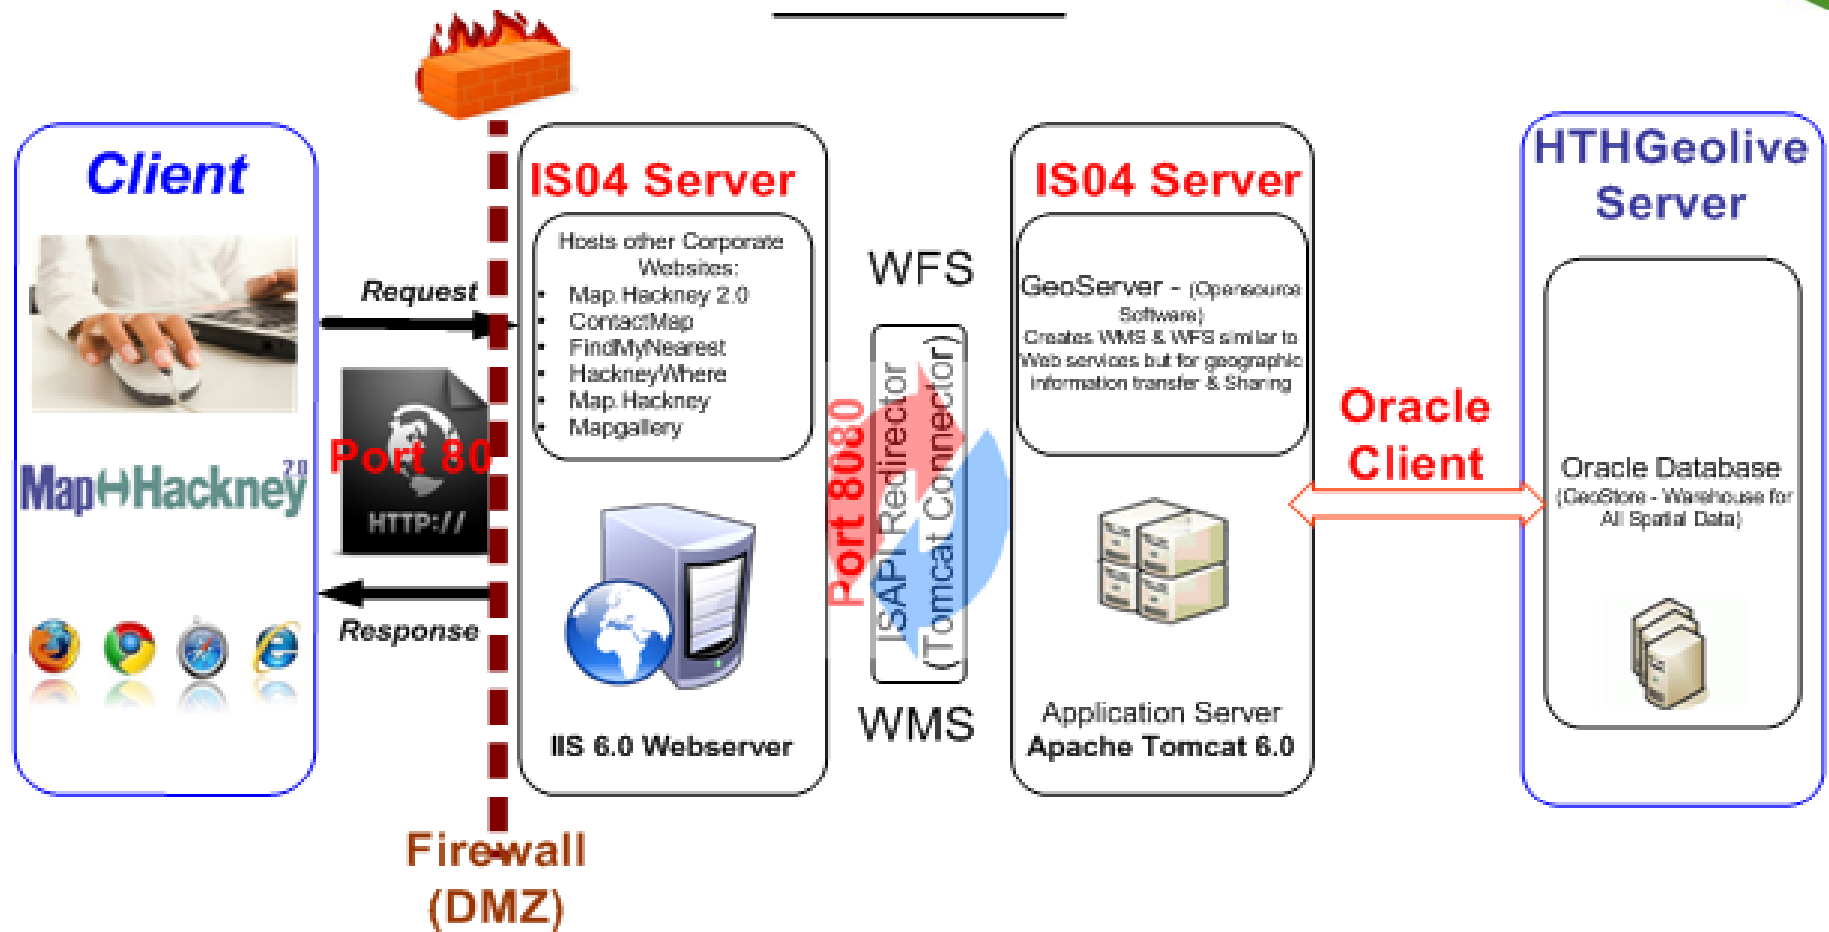 Client
Map Hackney 2.0
Request
Port 80
HTTP://
Response
Firewall
(DMZ)
IS04 Server
Hosts other Corporate
Websites:
• Map.Hackney 2.0
• ContactMap
• FindMyNearest
• HackneyWhere
• Map.Hackney
• Mapgallery
IIS 6.0 Webserver
WFS
Port 8080
ISAPI Redirector
(Tomcat Connector)
WMS
IS04 Server
GeoServer - (Opensource
Software)
Creates WMS & WFS similar to
Web services but for geographic
information transfer & Sharing
Application Server
Apache Tomcat 6.0
Oracle
Client
HTHGeolive
Server
Oracle Database
(GeoStore - Warehouse for
All Spatial Data)